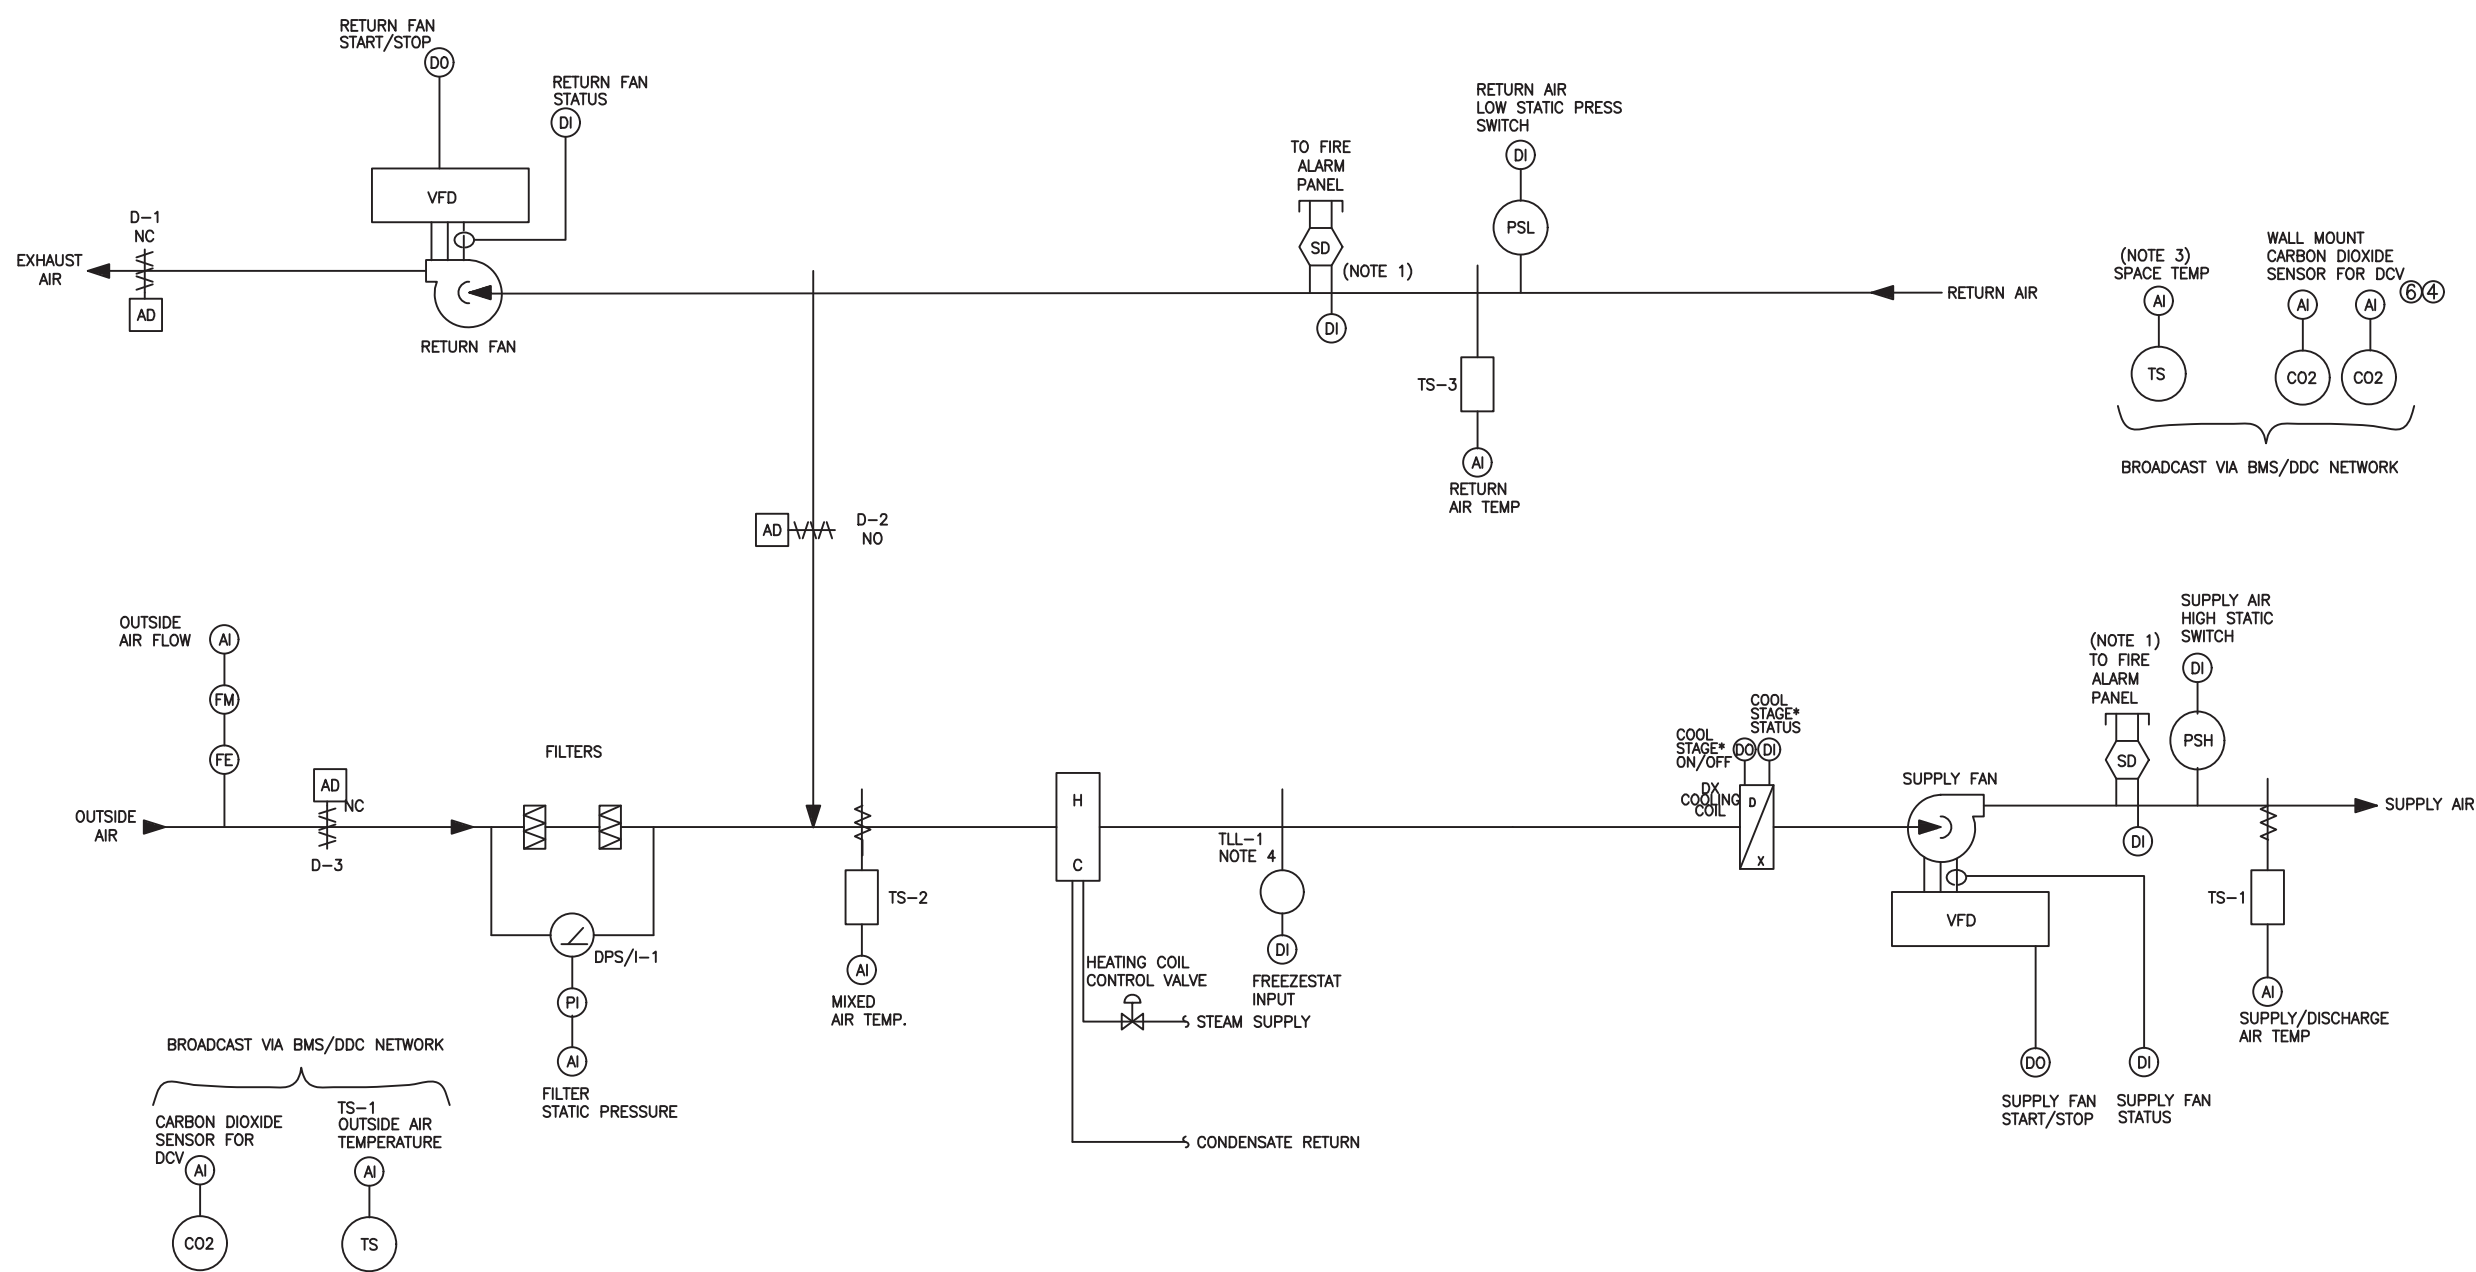 RETURN FAN
START/STOP
DO
RETURN FAN
STATUS
DI
VFD
D-1
NC
EXHAUST
AIR
AD
RETURN FAN
TO FIRE
ALARM
PANEL
SD
(NOTE 1)
DI
RETURN AIR
LOW STATIC PRESS
SWITCH
DI
PSL
RETURN AIR
TS-3
AI
RETURN
AIR TEMP
(NOTE 3)
SPACE TEMP
AI
TS
WALL MOUNT
CARBON DIOXIDE
SENSOR FOR DCV
6 4
AI AI
CO2 CO2
BROADCAST VIA BMS/DDC NETWORK
AD
D-2
NO
OUTSIDE
AIR FLOW
AI
FM
FE
OUTSIDE
AIR
AD
NC
D-3
FILTERS
DPS/I-1
PI
AI
FILTER
STATIC PRESSURE
TS-2
AI
MIXED
AIR TEMP.
H
C
HEATING COIL
CONTROL VALVE
STEAM SUPPLY
CONDENSATE RETURN
TLL-1
NOTE 4
DI
FREEZESTAT
INPUT
COOL
STAGE*
STATUS
COOL
STAGE*
ON/OFF
DO DI
DX
COOLING
COIL
D
X
SUPPLY FAN
VFD
DO
SUPPLY FAN
START/STOP
DI
SUPPLY FAN
STATUS
(NOTE 1)
TO FIRE
ALARM
PANEL
SD
DI
SUPPLY AIR
HIGH STATIC
SWITCH
DI
PSH
SUPPLY AIR
TS-1
AI
SUPPLY/DISCHARGE
AIR TEMP
BROADCAST VIA BMS/DDC NETWORK
CARBON DIOXIDE
SENSOR FOR
DCV
AI
CO2
TS-1
OUTSIDE AIR
TEMPERATURE
AI
TS